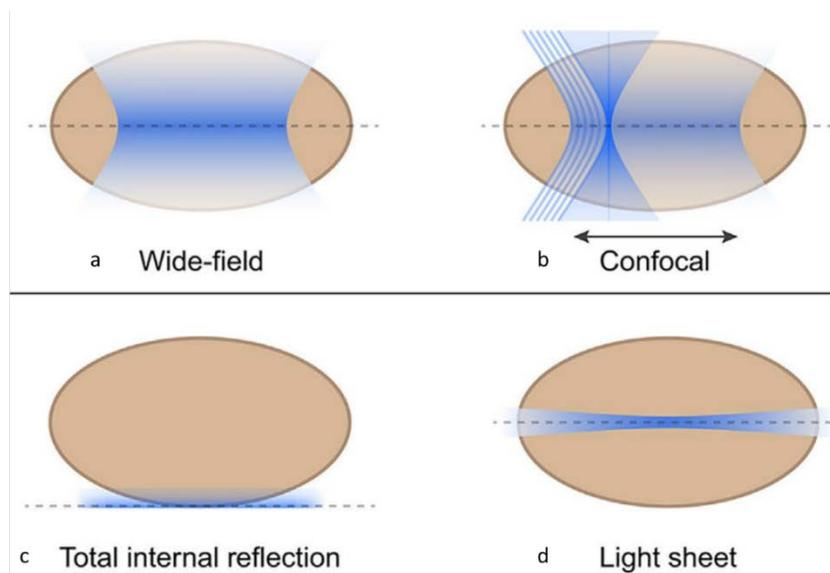 a Wide-field
b Confocal
c Total internal reflection
d Light sheet